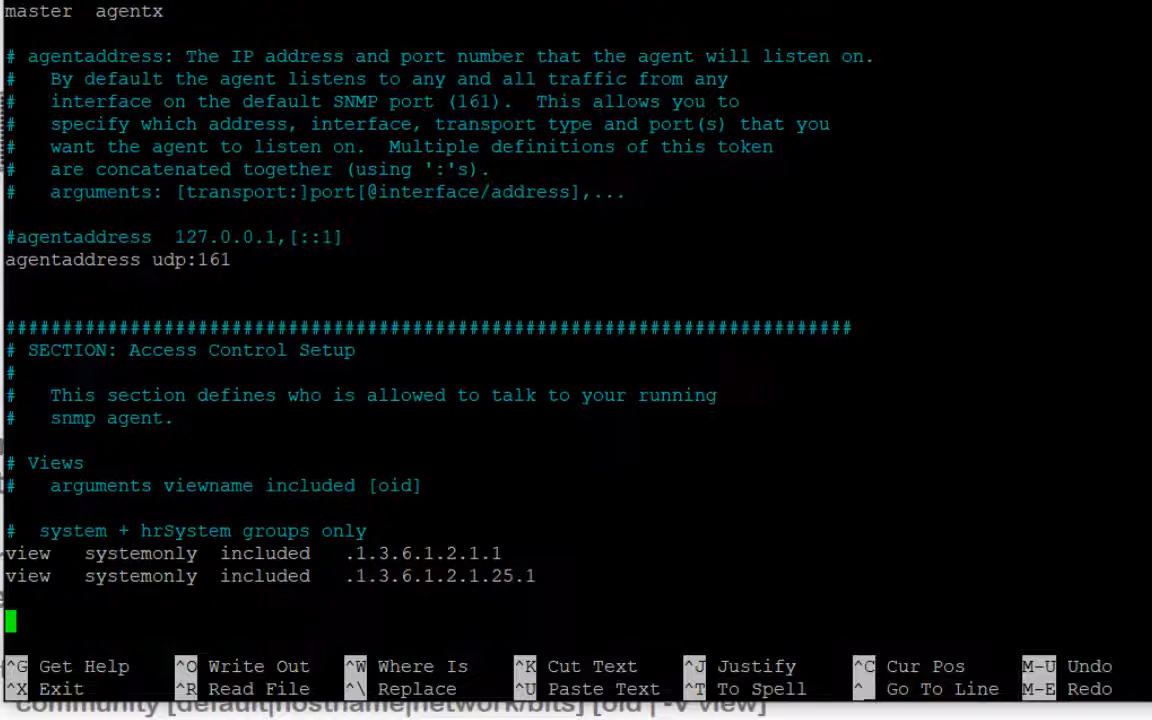 master  agentx
# agentaddress: The IP address and port number that the agent will listen on.
#   By default the agent listens to any and all traffic from any
#   interface on the default SNMP port (161).  This allows you to
#   specify which address, interface, transport type and port(s) that you
#   want the agent to listen on.  Multiple definitions of this token
#   are concatenated together (using ':'s).
#   arguments: [transport:]port[@interface/address],...
#agentaddress  127.0.0.1,[::1]
agentaddress udp:161
###########################################################################
# SECTION: Access Control Setup
#
#   This section defines who is allowed to talk to your running
#   snmp agent.
# Views
#   arguments viewname included [oid]
#  system + hrSystem groups only
view   systemonly  included   .1.3.6.1.2.1.1
view   systemonly  included   .1.3.6.1.2.1.25.1
^G Get Help    ^O Write Out   ^W Where Is    ^K Cut Text    ^J Justify     ^C Cur Pos     M-U Undo
^X Exit        ^R Read File   ^\ Replace     ^U Paste Text  ^T To Spell    ^_ Go To Line  M-E Redo
community [default|hostname|network/bits] [oid | -V view]